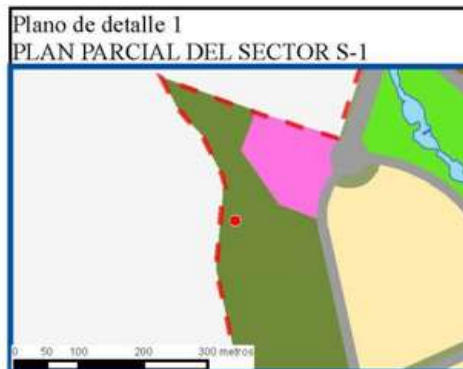 Plano de detalle 1
PLAN PARCIAL DEL SECTOR S-1
0 50 100 200 300 metros